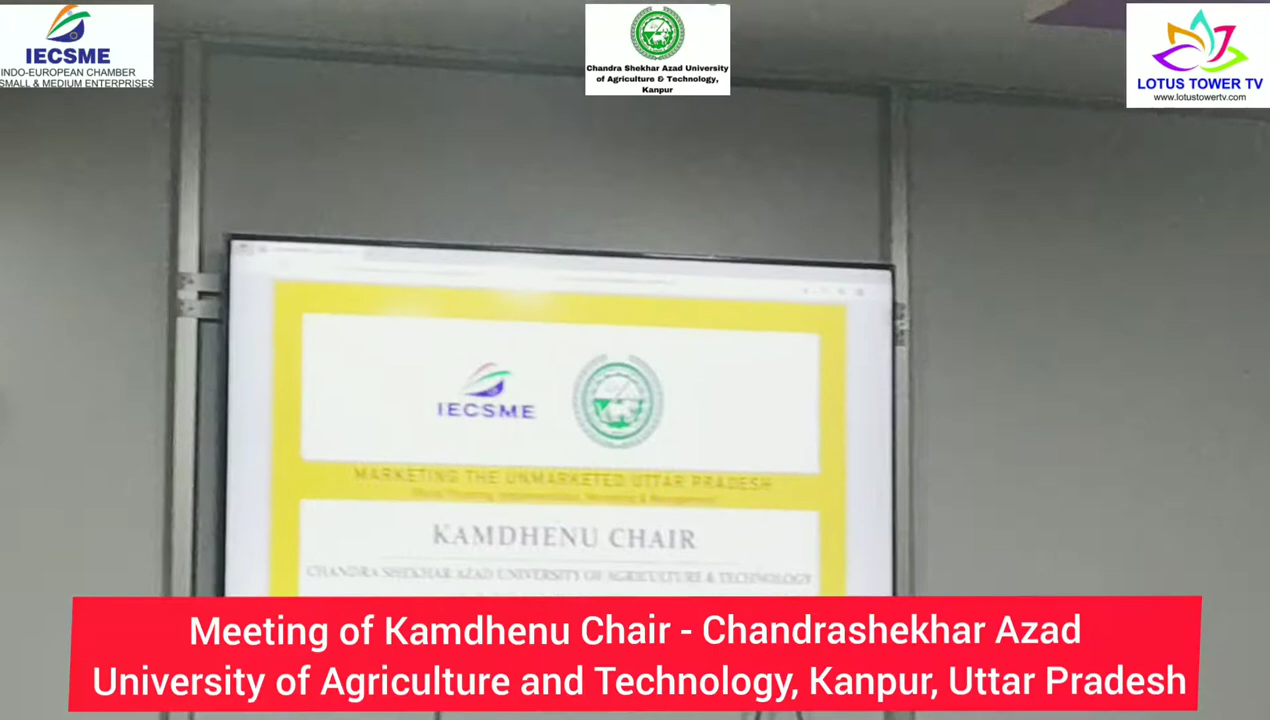 IECSME
INDO-EUROPEAN CHAMBER
SMALL & MEDIUM ENTERPRISES
Chandra Shekhar Azad University
of Agriculture & Technology,
Kanpur
LOTUS TOWER TV
www.lotustowertv.com
IECSME
MARKETING THE UNMARKETED UTTAR PRADESH
KAMDHENU CHAIR
CHANDRA SHEKHAR AZAD UNIVERSITY OF AGRICULTURE & TECHNOLOGY
Meeting of Kamdhenu Chair - Chandrashekhar Azad
University of Agriculture and Technology, Kanpur, Uttar Pradesh